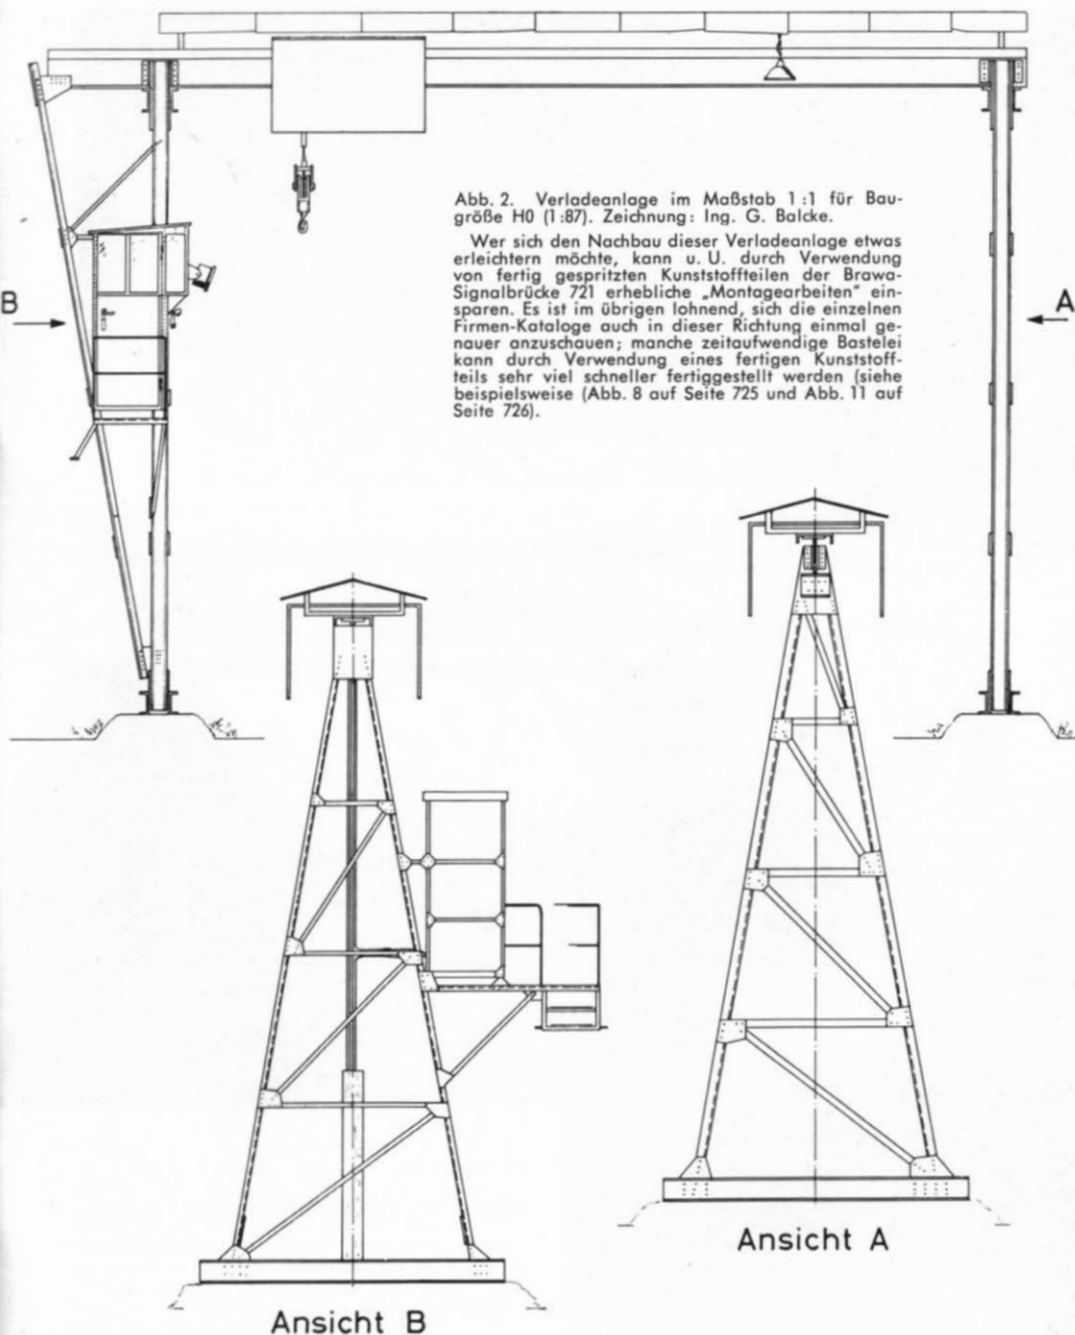 Abb. 2. Verladeanlage im Maßstab 1:1 für Bau-
größe H0 (1:87). Zeichnung: Ing. G. Balcke.
Wer sich den Nachbau dieser Verladeanlage etwas
erleichtern möchte, kann u. U. durch Verwendung
von fertig gespritzten Kunststoffteilen der Brawa-
Signalbrücke 721 erhebliche „Montagearbeiten" ein-
sparen. Es ist im übrigen lohnend, sich die einzelnen
Firmen-Kataloge auch in dieser Richtung einmal ge-
nauer anzuschauen; manche zeitaufwendige Bastelei
kann durch Verwendung eines fertigen Kunststoff-
teils sehr viel schneller fertiggestellt werden (siehe
beispielsweise (Abb. 8 auf Seite 725 und Abb. 11 auf
Seite 726).
B
A
Ansicht A
Ansicht B